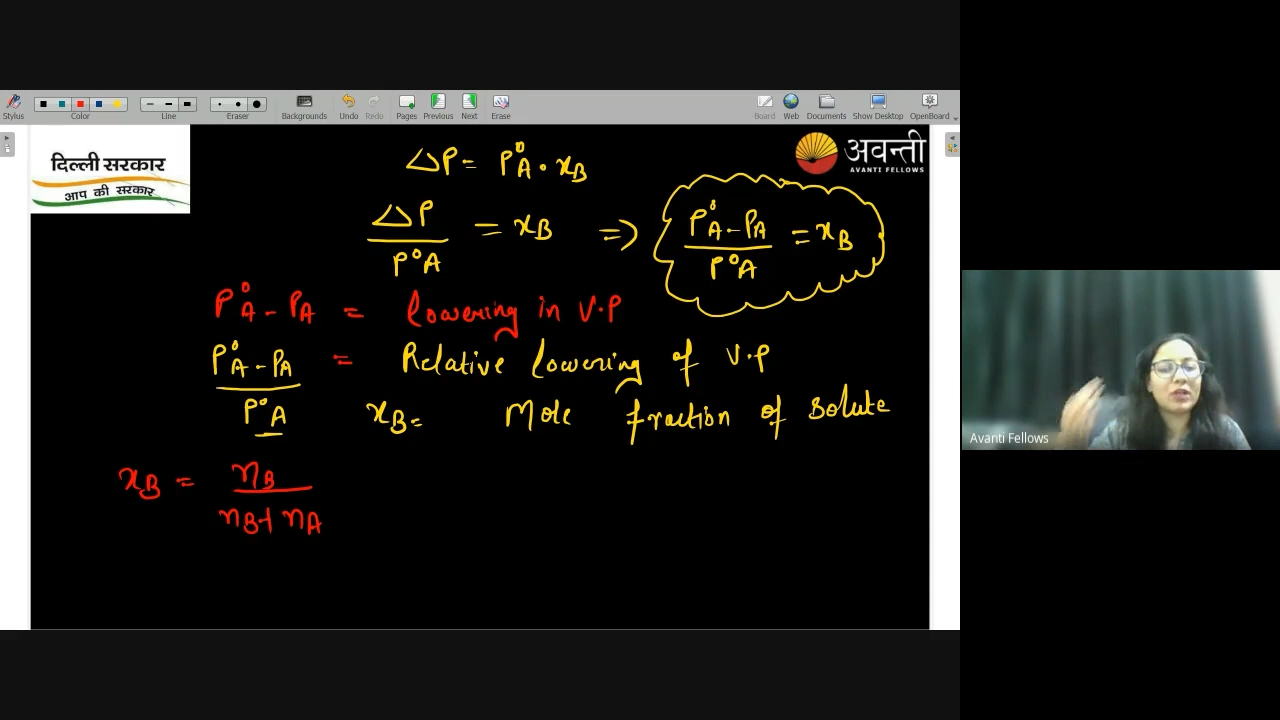 Stylus Color Line Eraser Backgrounds Undo Redo Pages Previous Next Erase Board Web Documents Show Desktop OpenBoard
दिल्ली सरकार
आप की सरकार
अवन्ती
AVANTI FELLOWS
ΔP = P°A · xB
ΔP / P°A = xB ⇒ P°A - PA / P°A = xB
P°A - PA = lowering in V.P
P°A - PA / P°A = Relative lowering of V.P
xB = Mole fraction of solute
xB = nB / nB + nA
Avanti Fellows